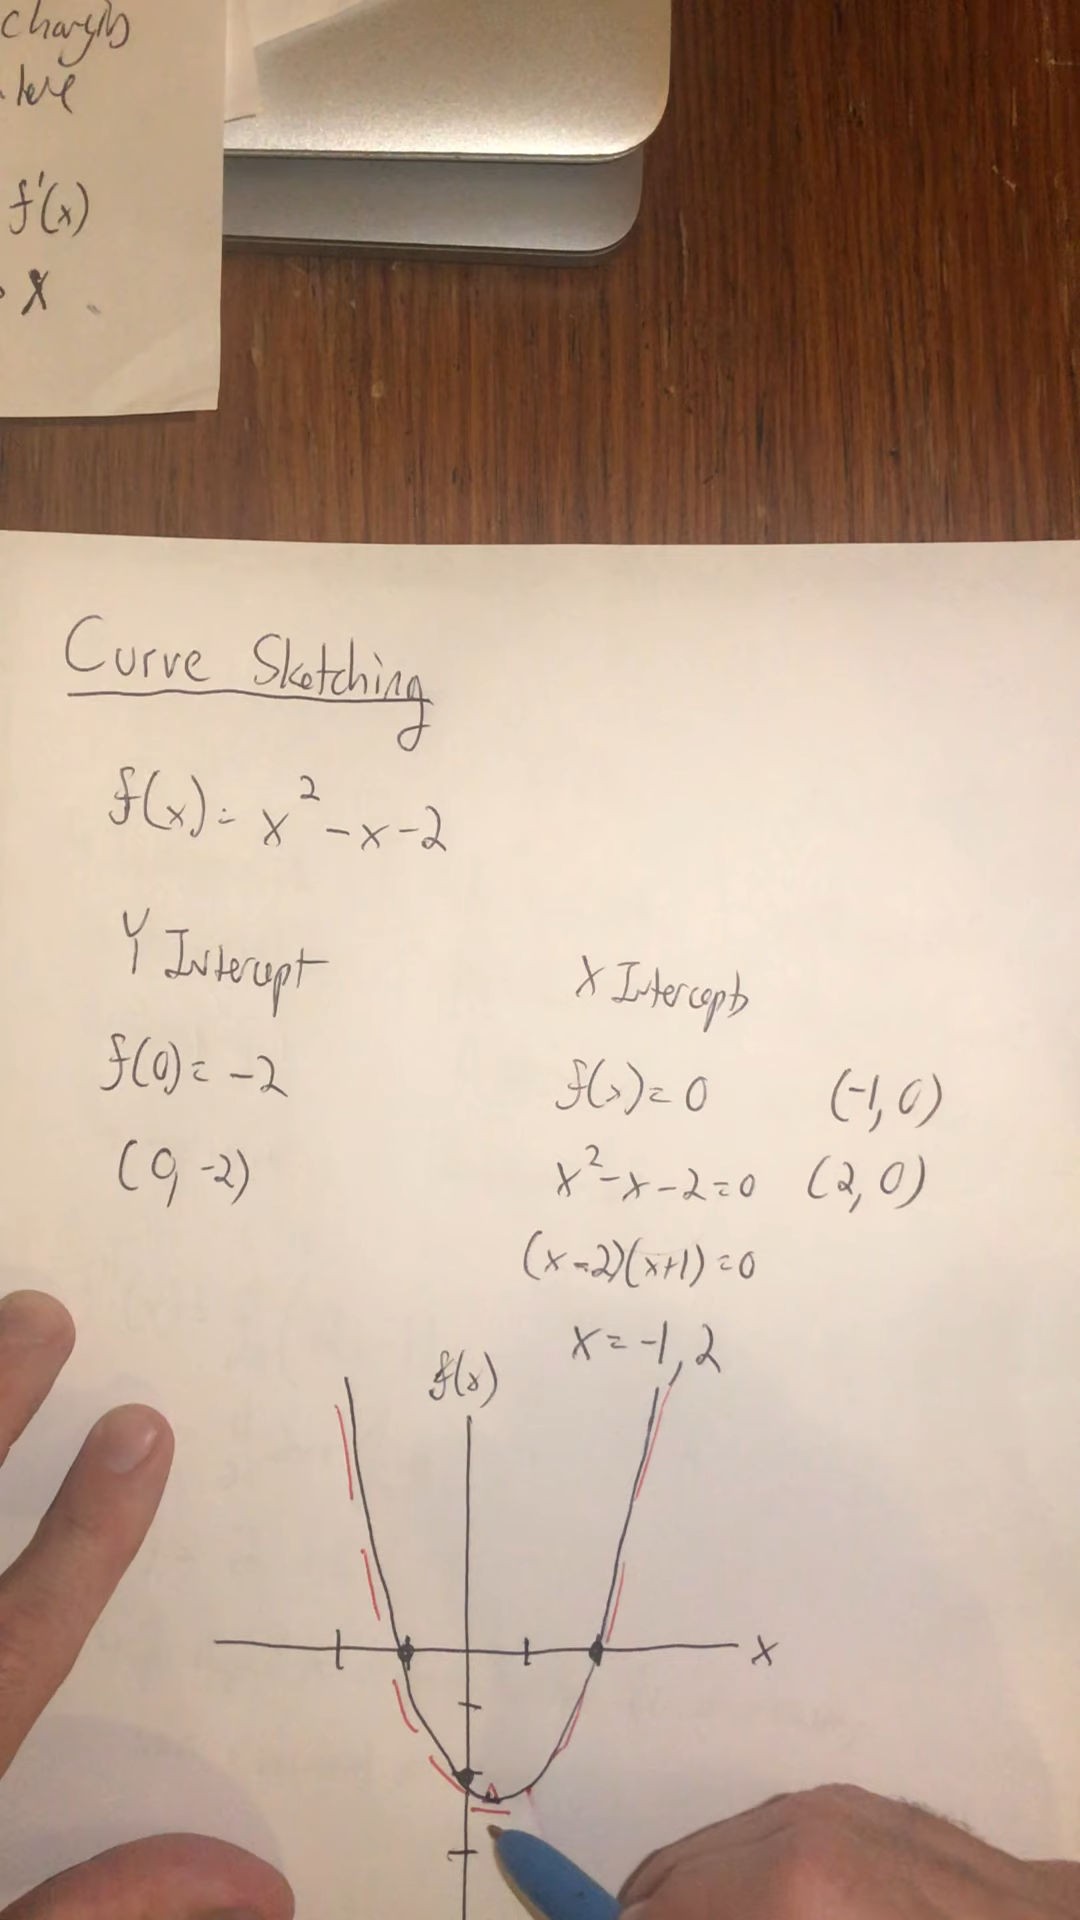 here
f'(x)
x
Curve Sketching
f(x) = x² - x - 2
Y Intercept
f(0) = -2
(0, -2)
X Intercepts
f(x) = 0
(-1, 0)
x² - x - 2 = 0
(2, 0)
(x - 2)(x + 1) = 0
x = -1, 2
f(x)
x